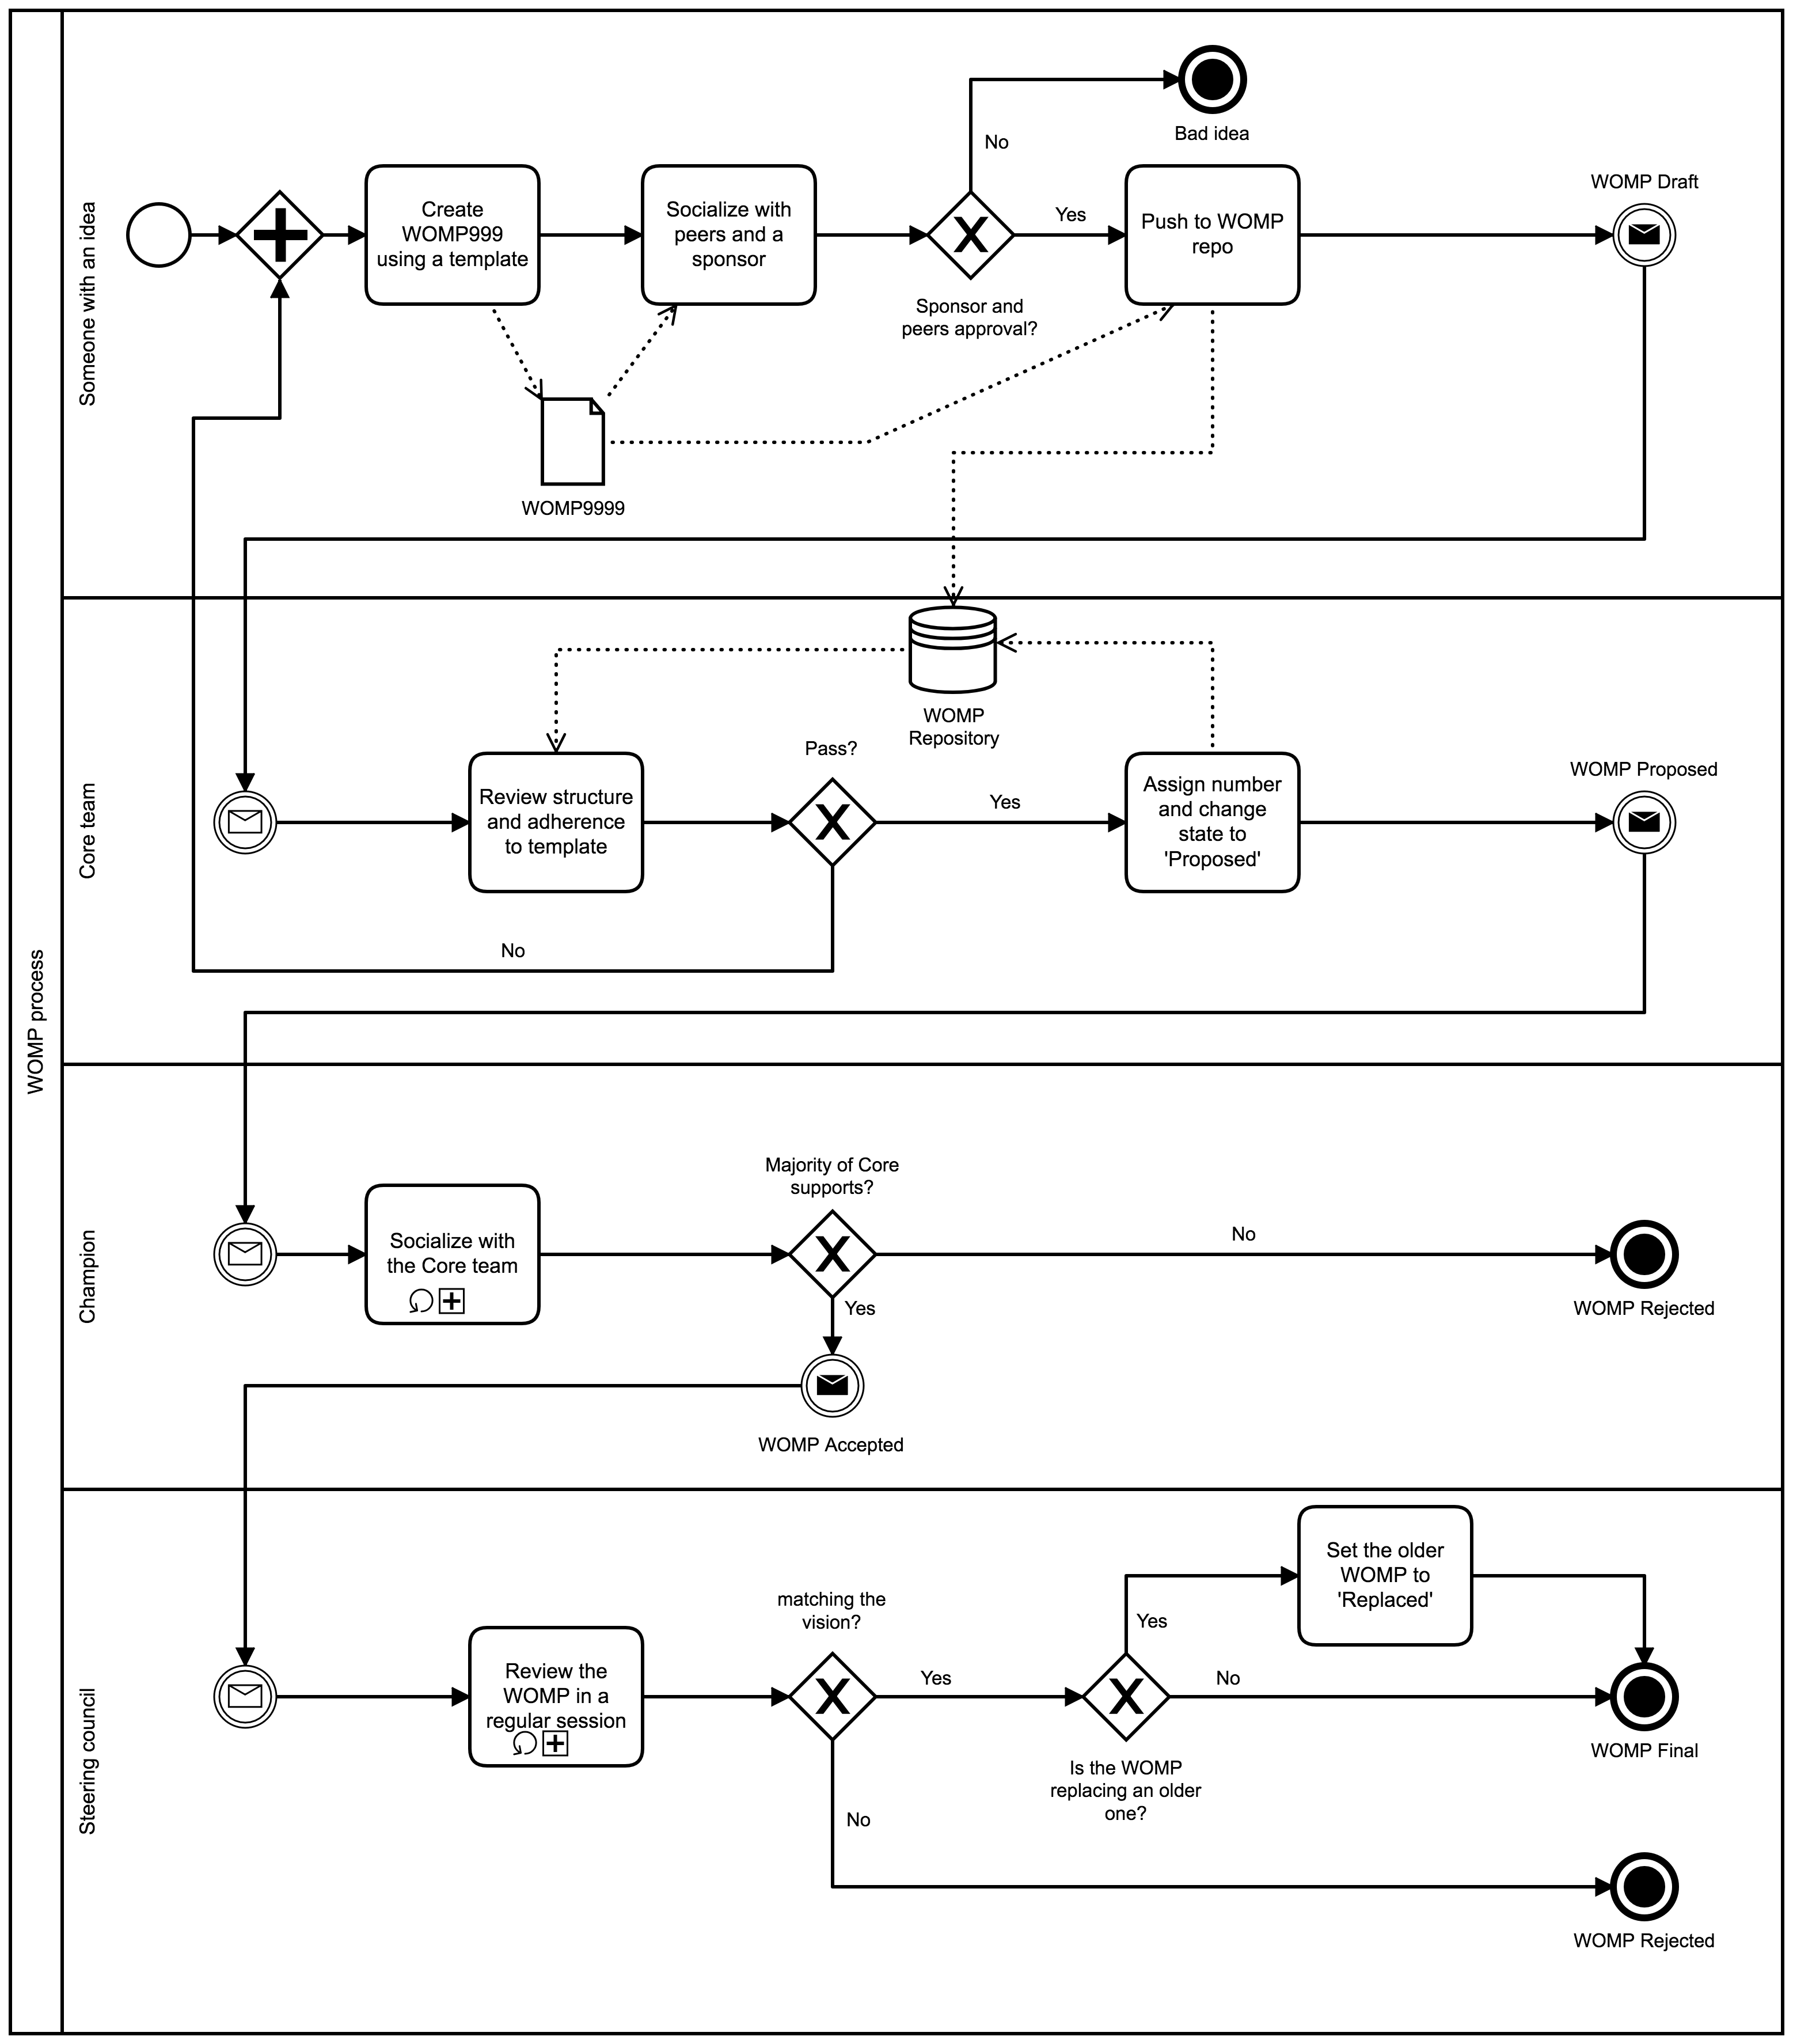 WOMP process
Someone with an idea
Bad idea
No
WOMP Draft
Create
WOMP999
using a template
Socialize with
peers and a
sponsor
Yes
Push to WOMP
repo
Sponsor and
peers approval?
WOMP9999
Core team
WOMP
Repository
Pass?
WOMP Proposed
Review structure
and adherence
to template
Yes
Assign number
and change
state to
'Proposed'
No
Champion
Majority of Core
supports?
Socialize with
the Core team
No
Yes
WOMP Rejected
WOMP Accepted
Steering council
Set the older
WOMP to
'Replaced'
matching the
vision?
Yes
Review the
WOMP in a
regular session
Yes
No
WOMP Final
Is the WOMP
replacing an older
one?
No
WOMP Rejected